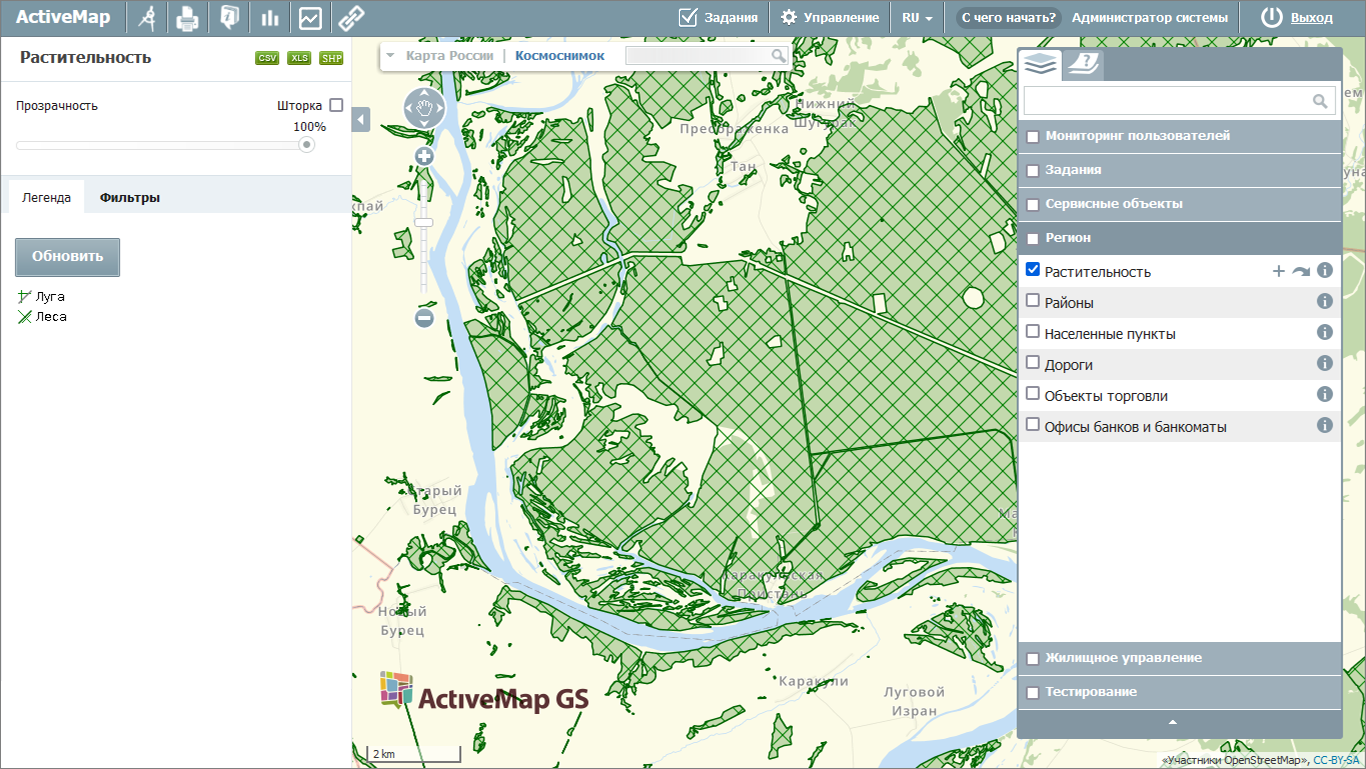 ActiveMap
Задания
Управление
RU
С чего начать?
Администратор системы
Выход
Растительность
CSV XLS SHP
Прозрачность
Шторка
100%
Легенда
Фильтры
Обновить
Луга
Леса
Карта России | Космоснимок
Нижний
Шуурак
Преображенка
Тан
кпай
Старый
Бурец
Новый
Бурец
Каракулинская
Пристань
Каракули
Луговой
Изран
ActiveMap GS
2 km
Мониторинг пользователей
Задания
Сервисные объекты
Регион
Растительность
Районы
Населенные пункты
Дороги
Объекты торговли
Офисы банков и банкоматы
Жилищное управление
Тестирование
«Участники OpenStreetMap», CC-BY-SA